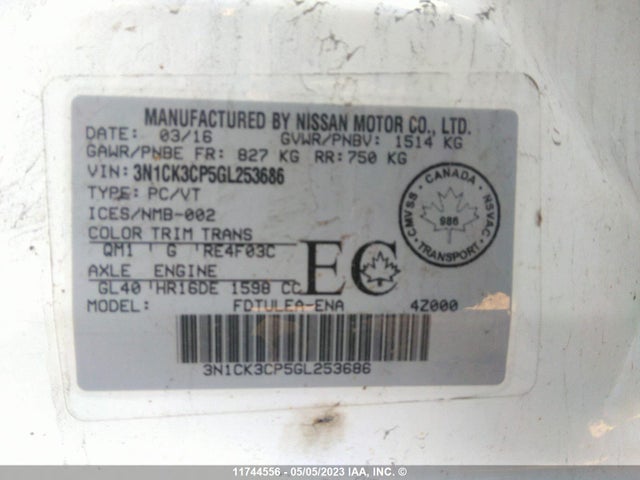 MANUFACTURED BY NISSAN MOTOR CO., LTD.
DATE: 03/16 GVWR/PNBV: 1514 KG
GAWR/PNBE FR: 827 KG RR: 750 KG
VIN: 3N1CK3CP5GL253686
TYPE: PC/VT
ICES/NMB-002
COLOR TRIM TRANS
QM1 ' G ' RE4F03C
AXLE ENGINE
GL40 ' HR16DE 1598 CC
EC
CANADA
CMVSS
NSVAC
986
TRANSPORT
MODEL: FDTULEA-ENA 4Z000
3N1CK3CP5GL253686
11744556 - 05/05/2023 IAA, INC. ©